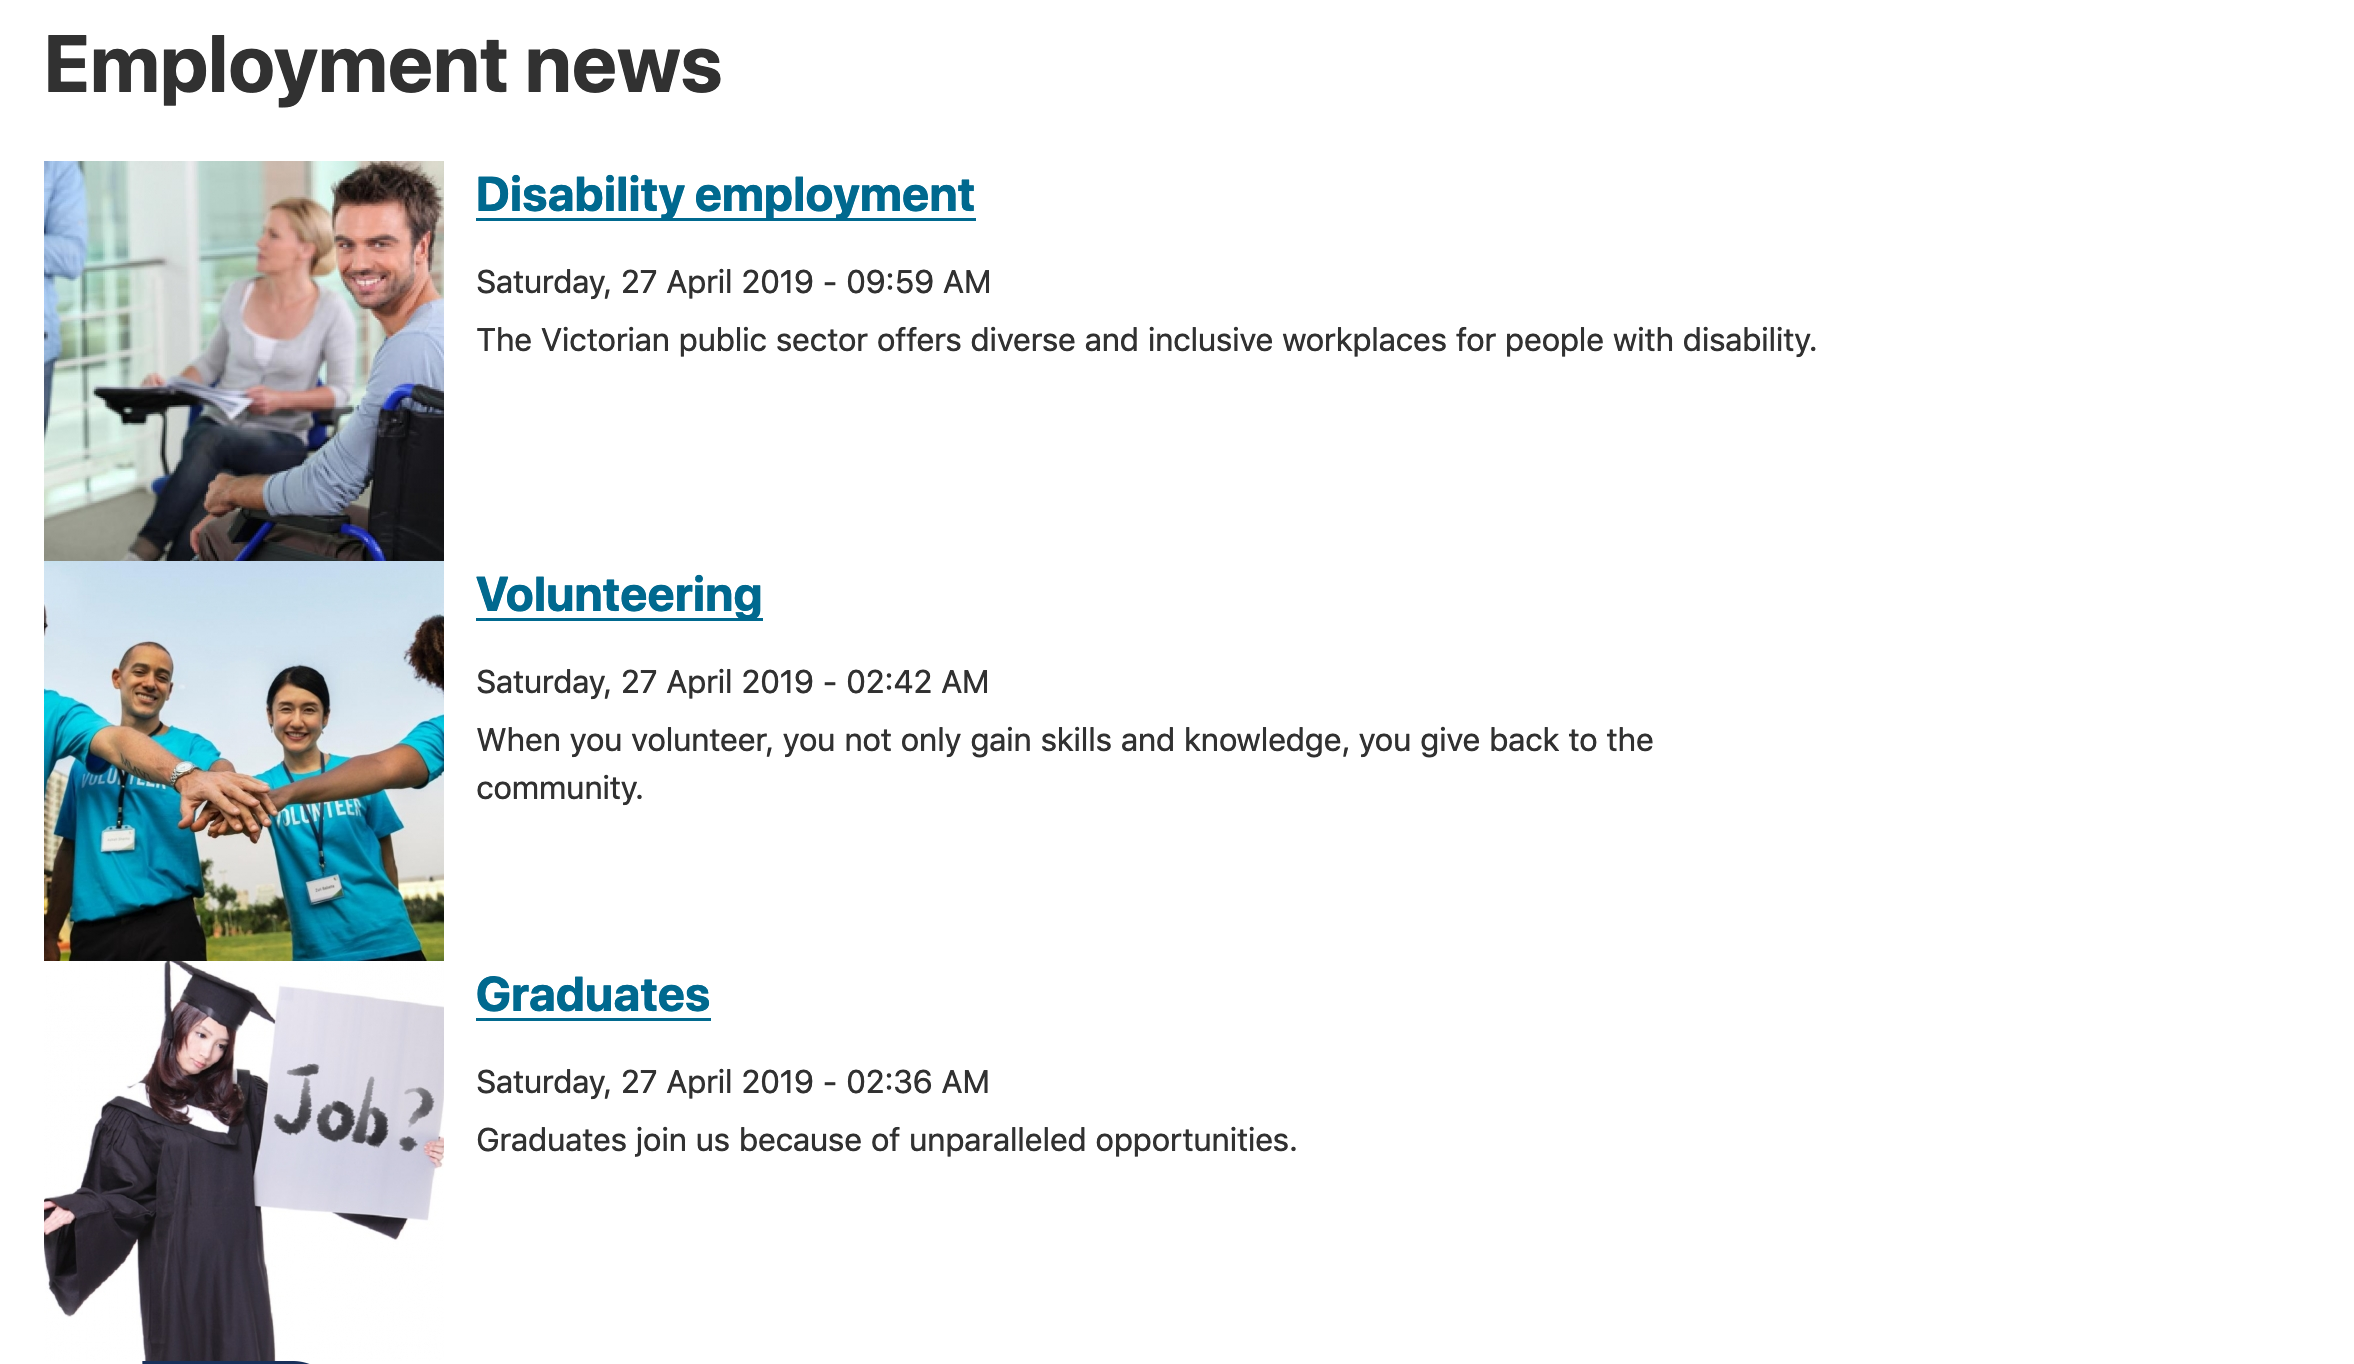 Employment news
Disability employment
Saturday, 27 April 2019 - 09:59 AM
The Victorian public sector offers diverse and inclusive workplaces for people with disability.
Volunteering
Saturday, 27 April 2019 - 02:42 AM
When you volunteer, you not only gain skills and knowledge, you give back to the
community.
Graduates
Saturday, 27 April 2019 - 02:36 AM
Graduates join us because of unparalleled opportunities.
Job?